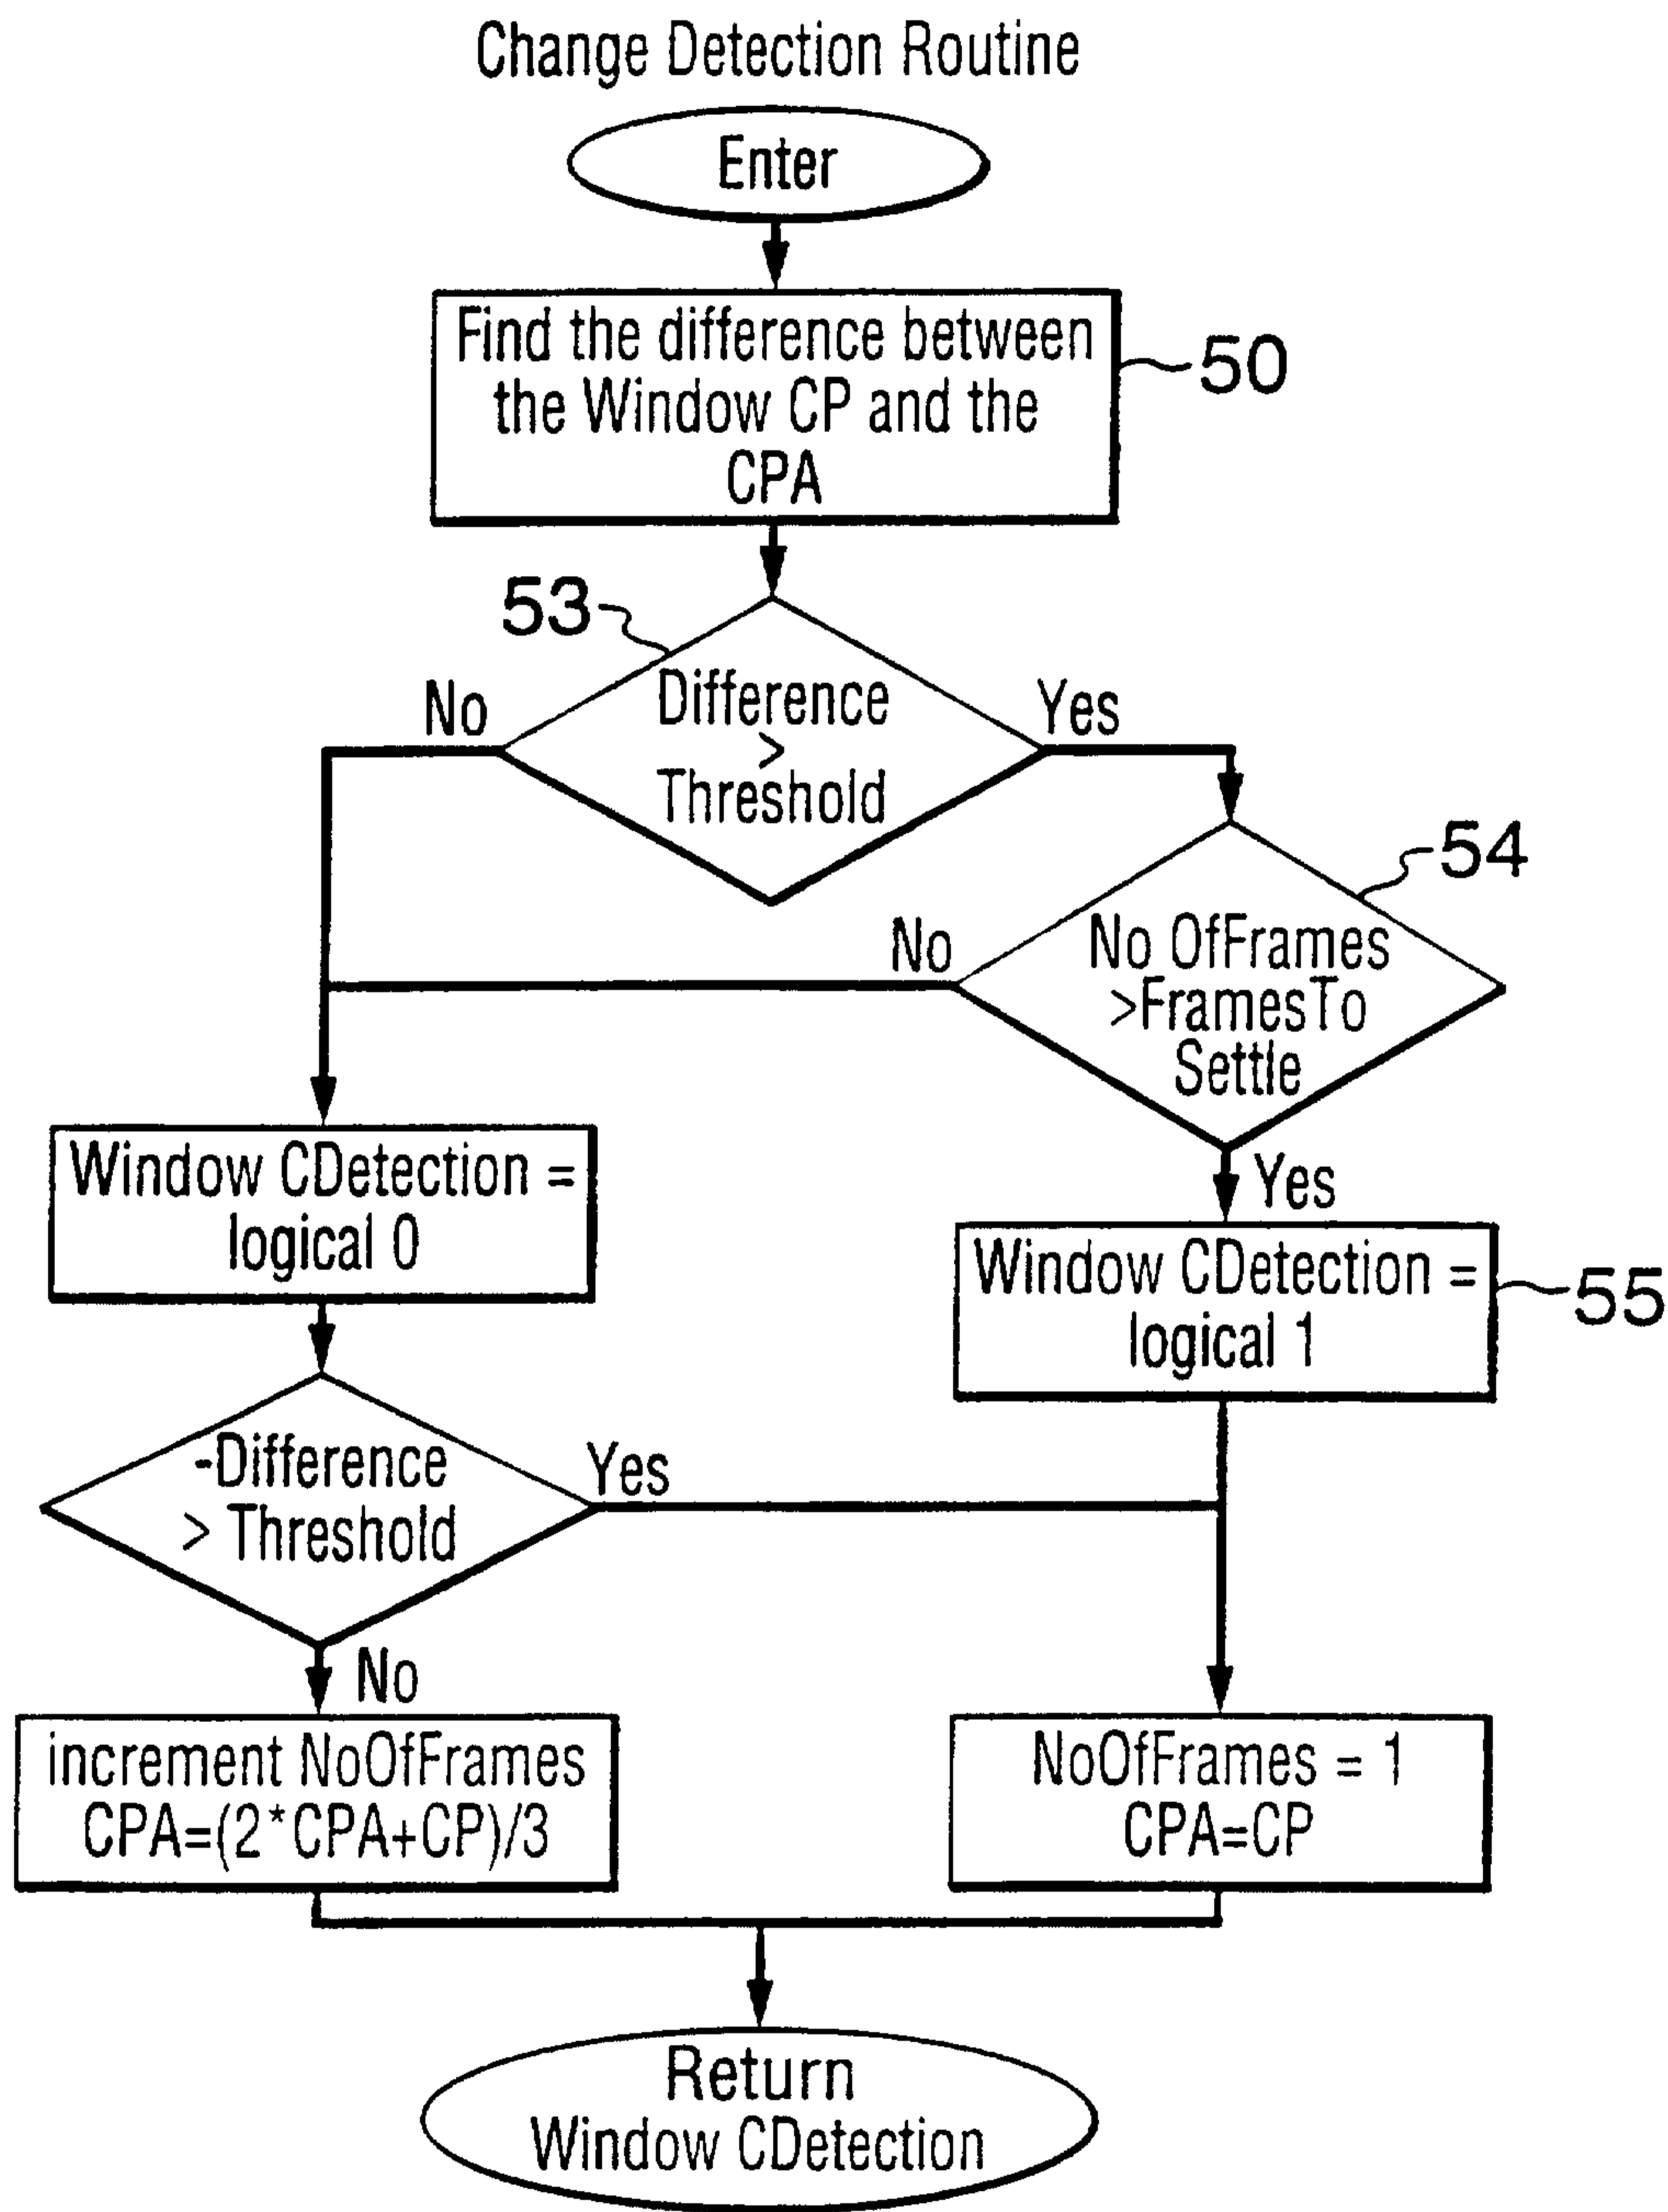 Change Detection Routine
Enter
Find the difference between
the Window CP and the
CPA
50
53
Difference
>
Threshold
No
Yes
54
No OfFrames
>FramesTo
Settle
No
Yes
Window CDetection =
logical 0
Window CDetection =
logical 1
55
-Difference
> Threshold
Yes
No
increment NoOfFrames
CPA=(2*CPA+CP)/3
NoOfFrames = 1
CPA=CP
Return
Window CDetection